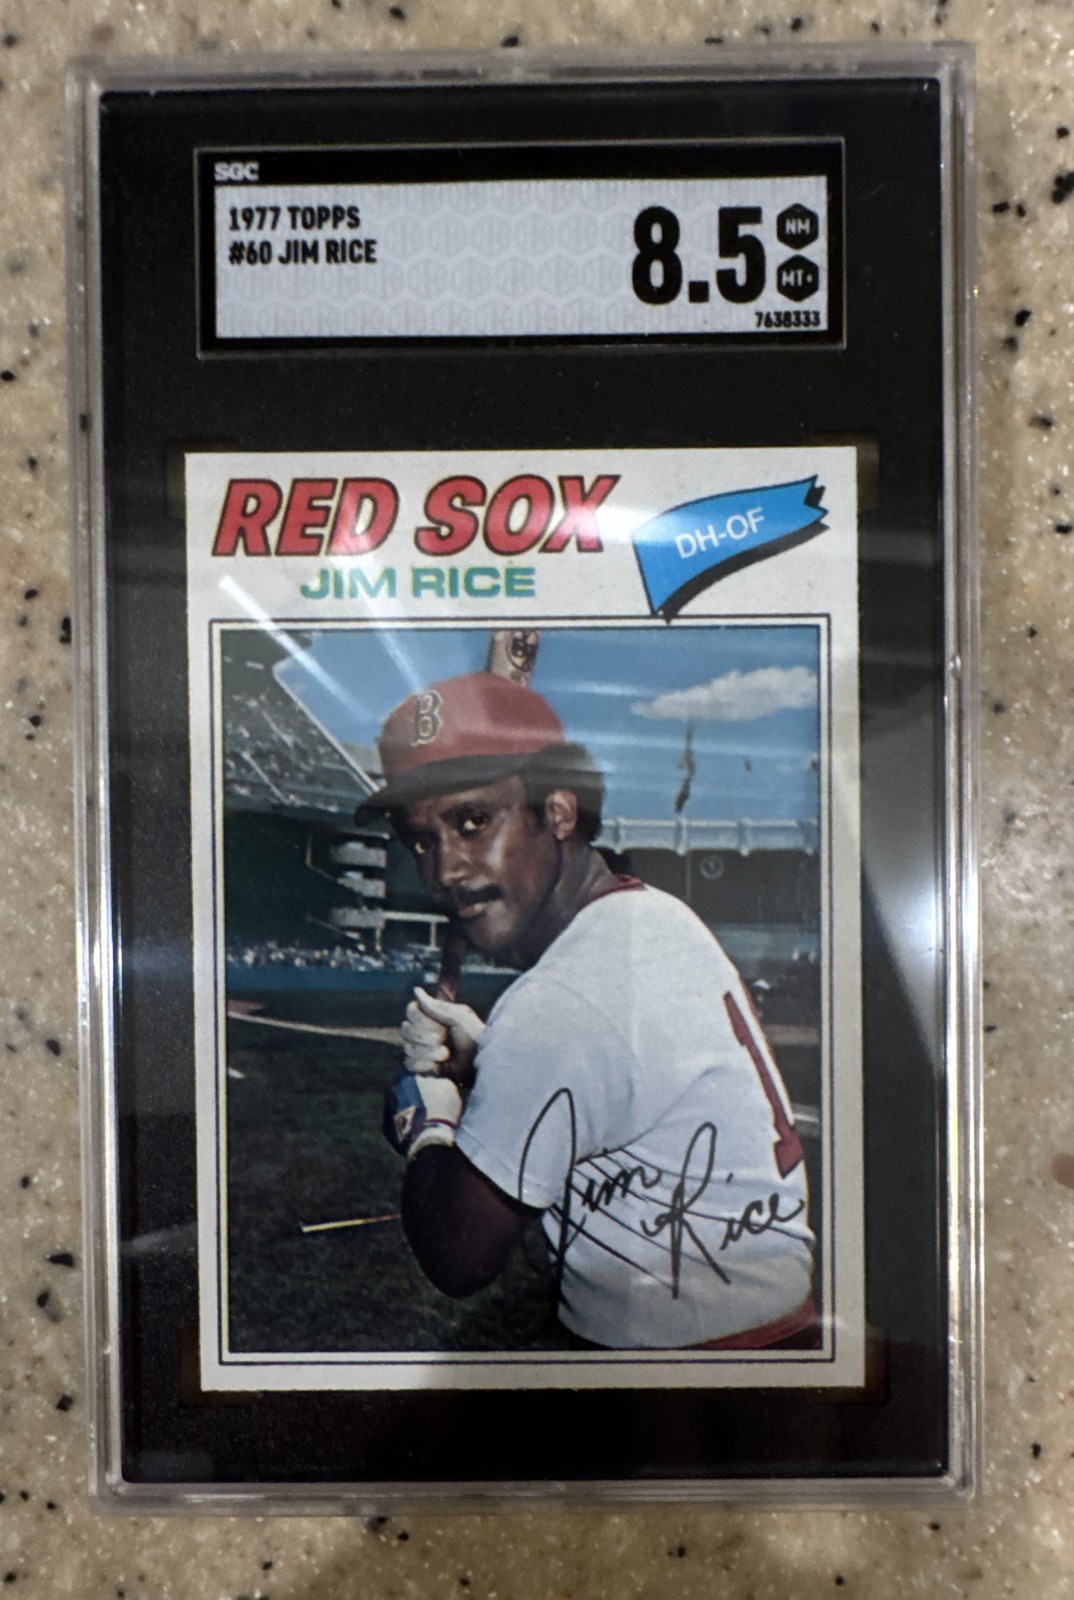 SGC
1977 TOPPS
#60 JIM RICE
8.5
NM
MT+
7638333
RED SOX
DH-OF
JIM RICE
B
1
Jim Rice